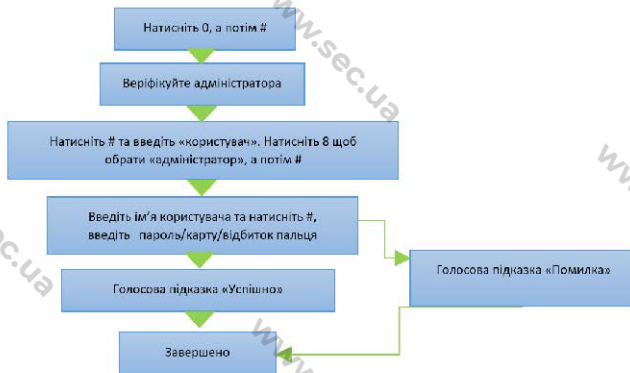 Натисніть 0, а потім #
Веріфікуйте адміністратора
Натисніть # та введіть «користувач». Натисніть 8 щоб
обрати «адміністратор», а потім #
Введіть ім’я користувача та натисніть #,
введіть пароль/карту/відбиток пальця
Голосова підказка «Помилка»
Голосова підказка «Успішно»
Завершено
www.sec.ua